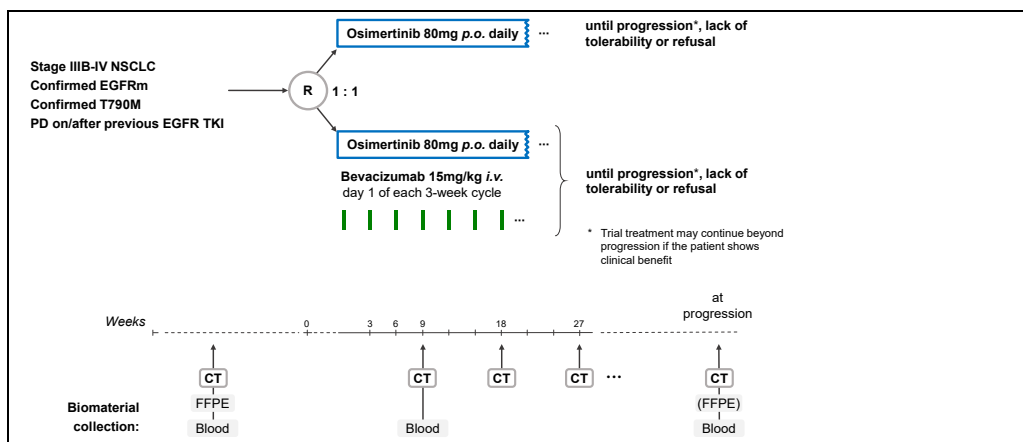 Osimertinib 80mg p.o. daily ...
until progression*, lack of
tolerability or refusal
Stage IIIB-IV NSCLC
Confirmed EGFRm
Confirmed T790M
PD on/after previous EGFR TKI
R 1 : 1
Osimertinib 80mg p.o. daily ...
Bevacizumab 15mg/kg i.v.
day 1 of each 3-week cycle
...
until progression*, lack of
tolerability or refusal
* Trial treatment may continue beyond
progression if the patient shows
clinical benefit
at
progression
Weeks 0 3 6 9 18 27
CT CT CT CT ... CT
FFPE (FFPE)
Biomaterial
collection: Blood Blood Blood